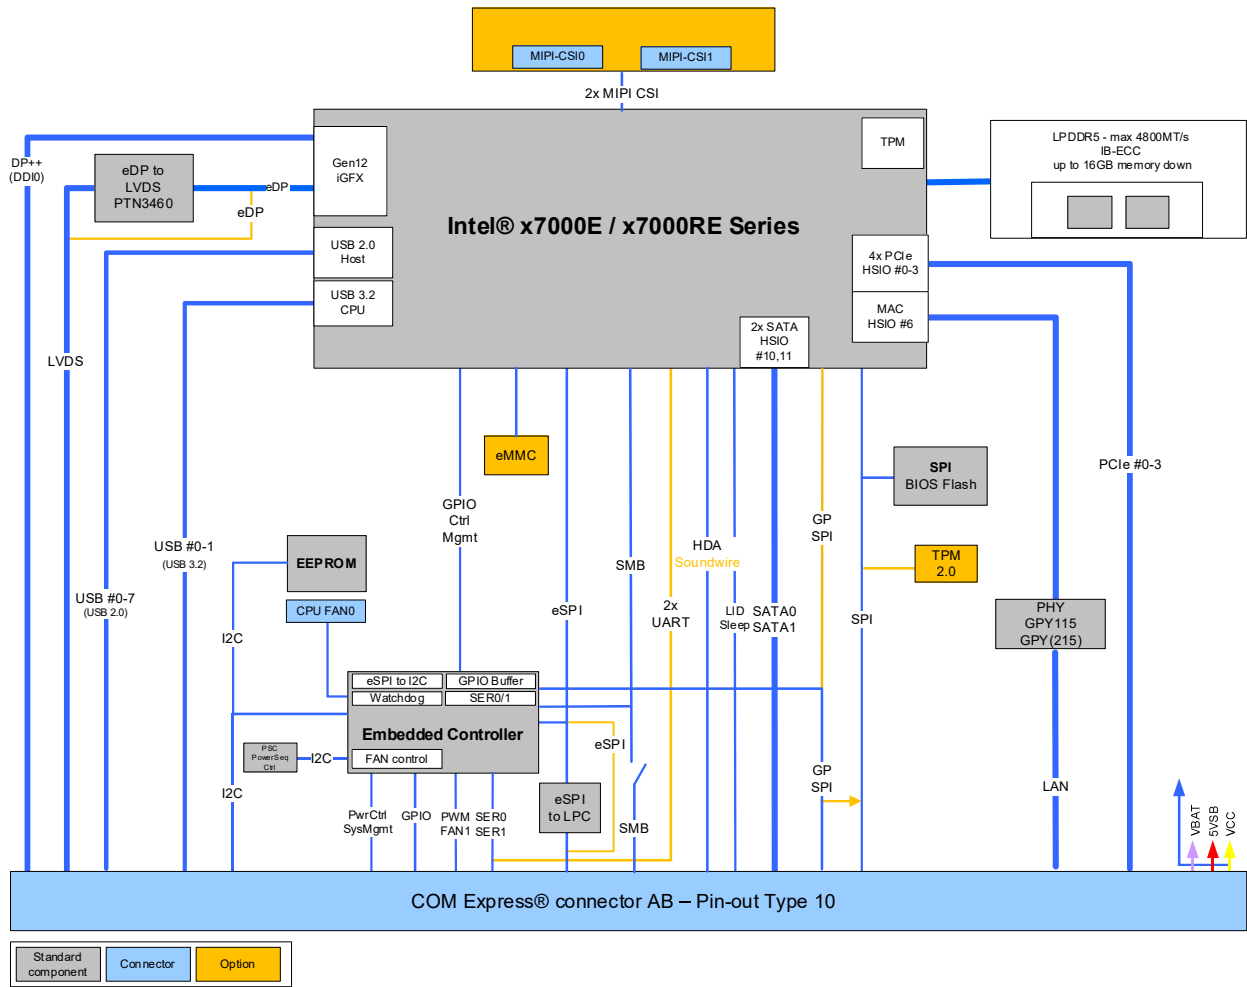 MIPI-CSI0
MIPI-CSI1
2x MIPI CSI
DP++
(DDI0)
eDP to
LVDS
PTN3460
eDP
eDP
Gen12
iGFX
TPM
LPDDR5 - max 4800MT/s
IB-ECC
up to 16GB memory down
Intel® x7000E / x7000RE Series
USB 2.0
Host
USB 3.2
CPU
4x PCIe
HSIO #0-3
MAC
HSIO #6
2x SATA
HSIO
#10,11
LVDS
eMMC
SPI
BIOS Flash
PCIe #0-3
GPIO
Ctrl
Mgmt
GP
SPI
USB #0-1
(USB 3.2)
EEPROM
HDA
Soundwire
SMB
TPM
2.0
USB #0-7
(USB 2.0)
CPU FAN0
I2C
eSPI
2x
UART
LID
Sleep
SATA0
SATA1
SPI
PHY
GPY115
GPY(215)
eSPI to I2C
GPIO Buffer
Watchdog
SER0/1
Embedded Controller
FAN control
PSC
PowerSeq
Ctrl
I2C
eSPI
I2C
GP
SPI
LAN
PwrCtrl
SysMgmt
GPIO
PWM
FAN1
SER0
SER1
eSPI
to LPC
SMB
VBAT
5VSB
VCC
COM Express® connector AB – Pin-out Type 10
Standard
component
Connector
Option